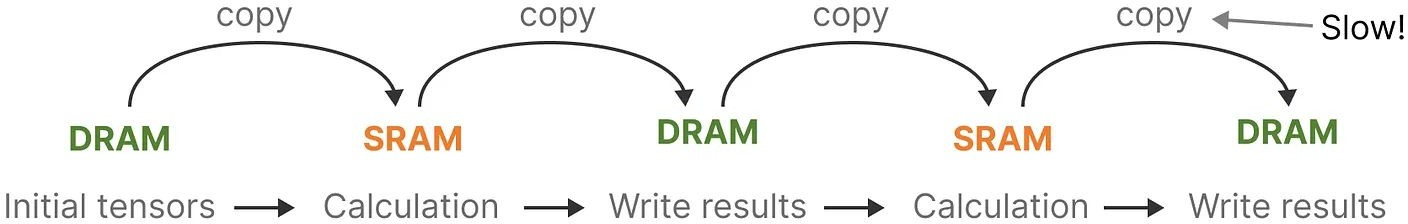 copy copy copy copy Slow!
DRAM SRAM DRAM SRAM DRAM
Initial tensors Calculation Write results Calculation Write results